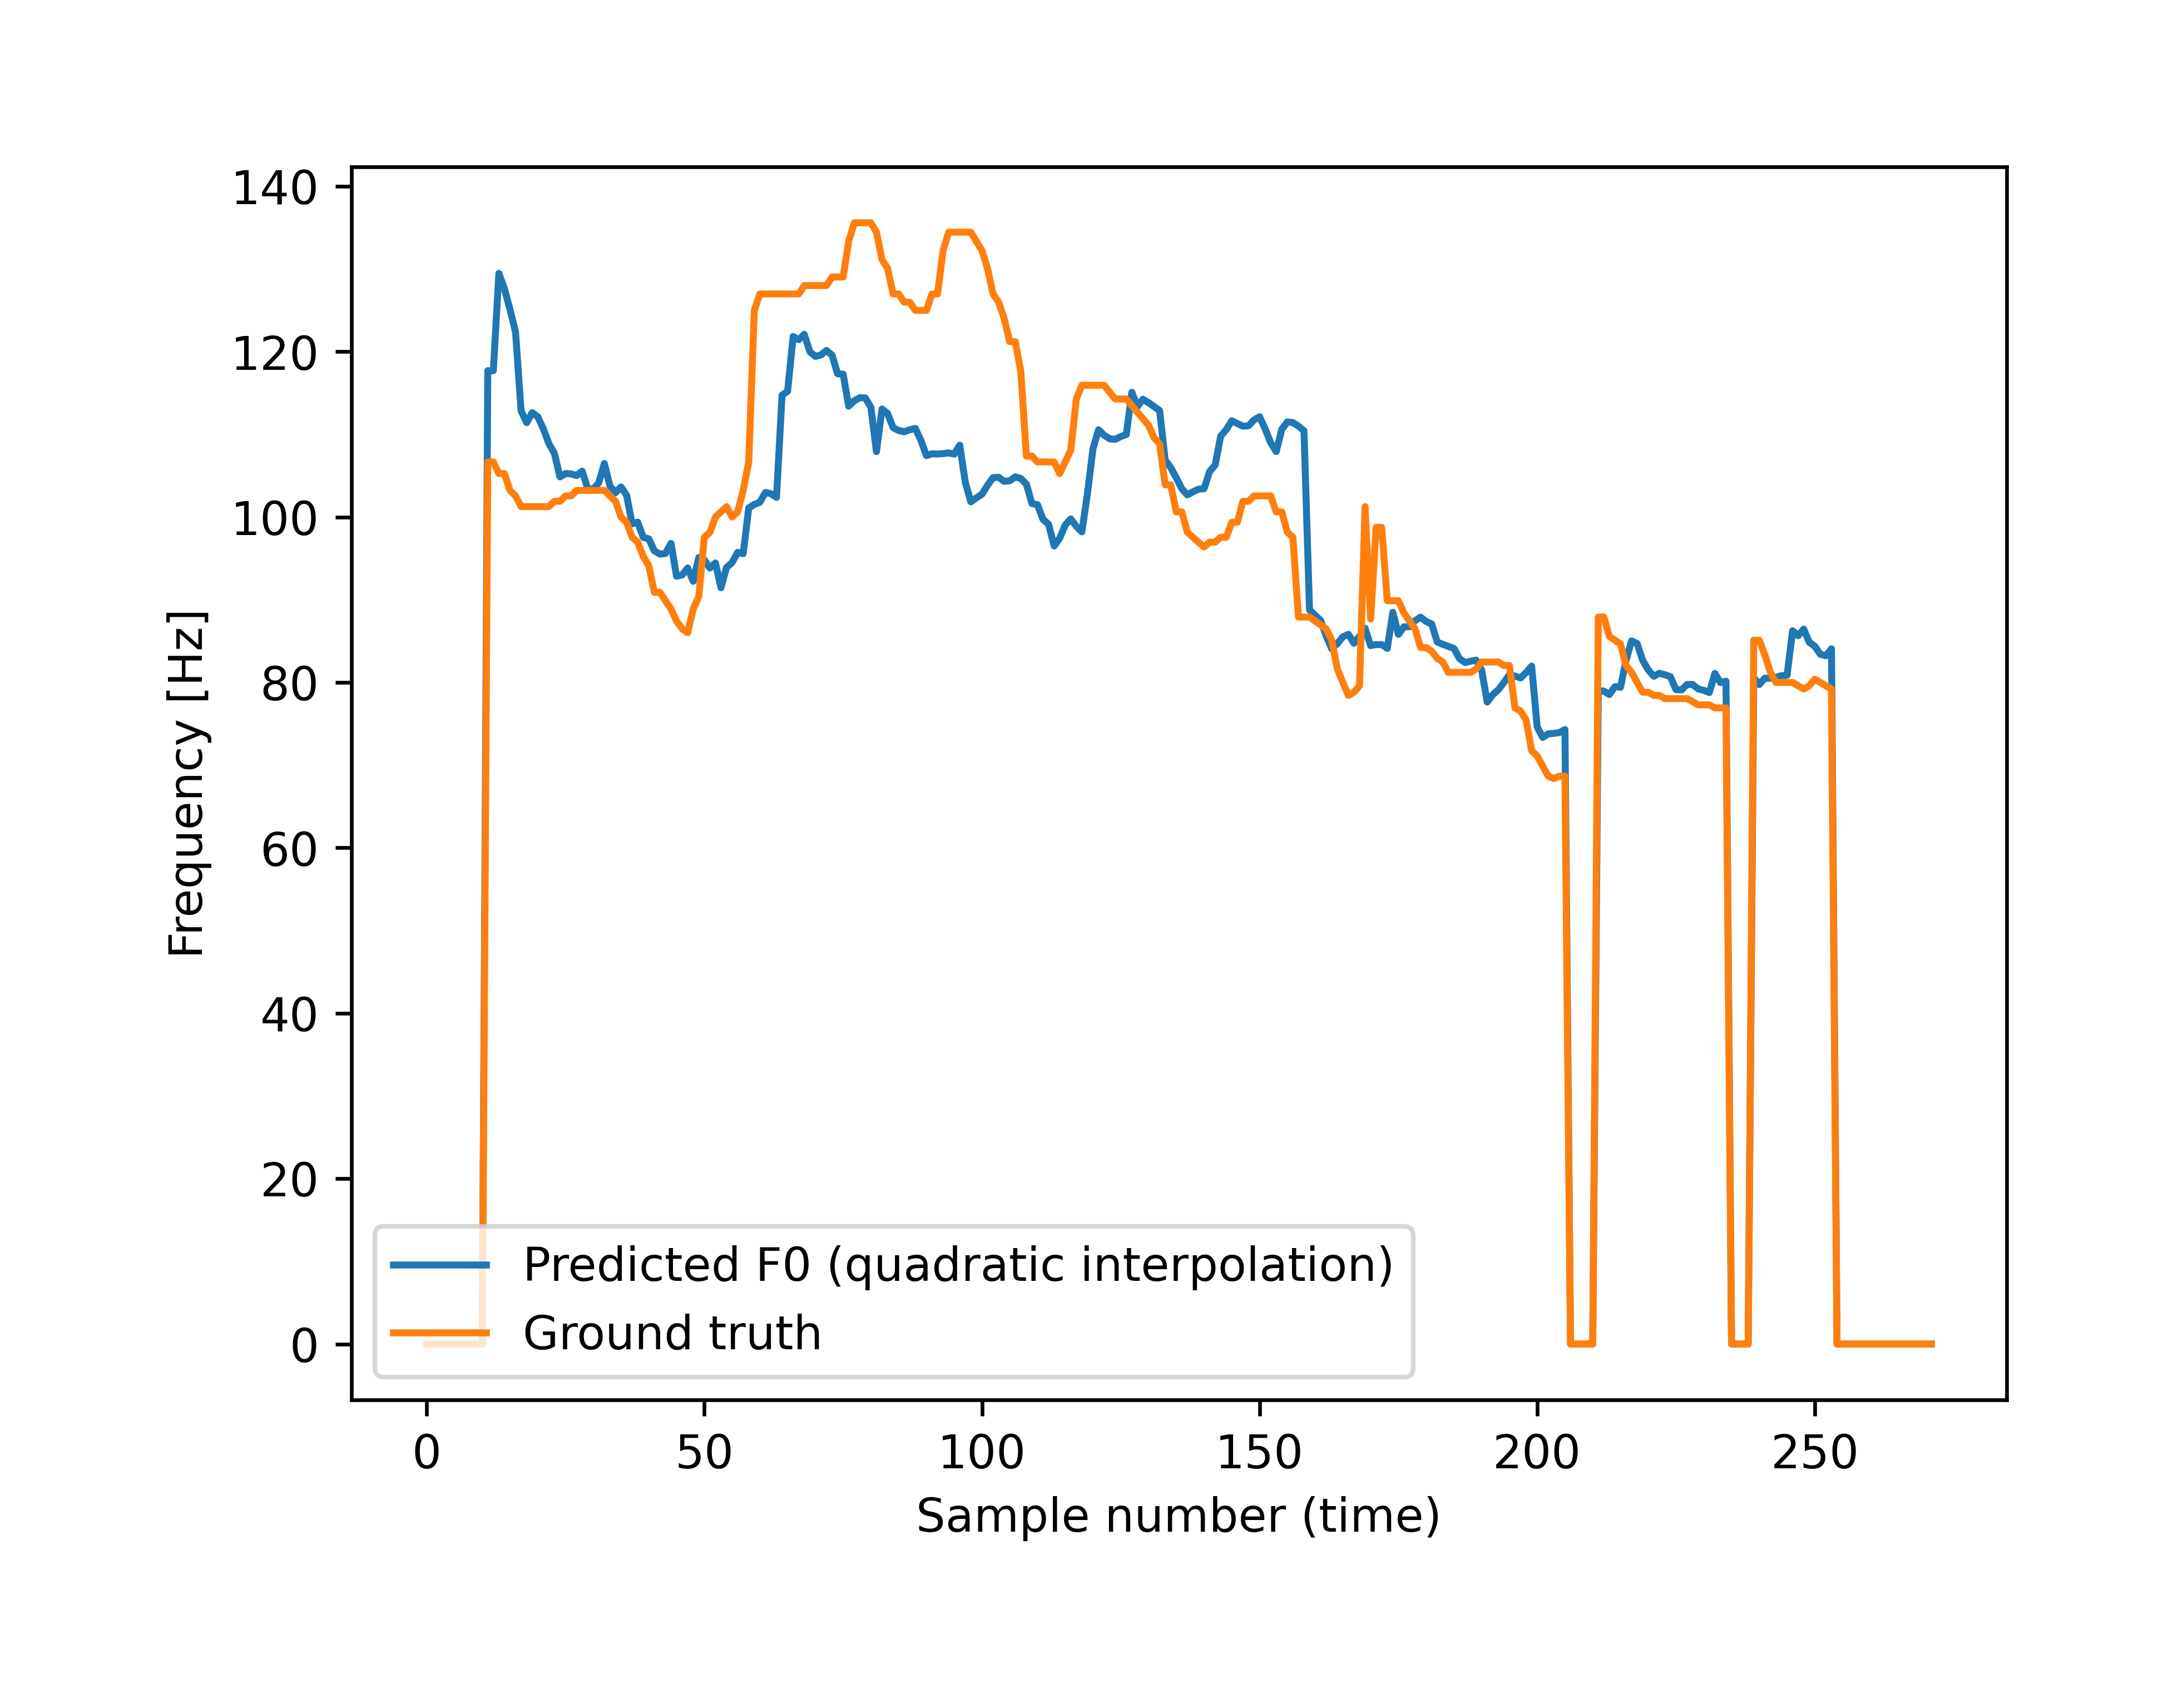 140
120
100
80
60
40
20
0
Frequency [Hz]
Predicted F0 (quadratic interpolation)
Ground truth
0 50 100 150 200 250
Sample number (time)